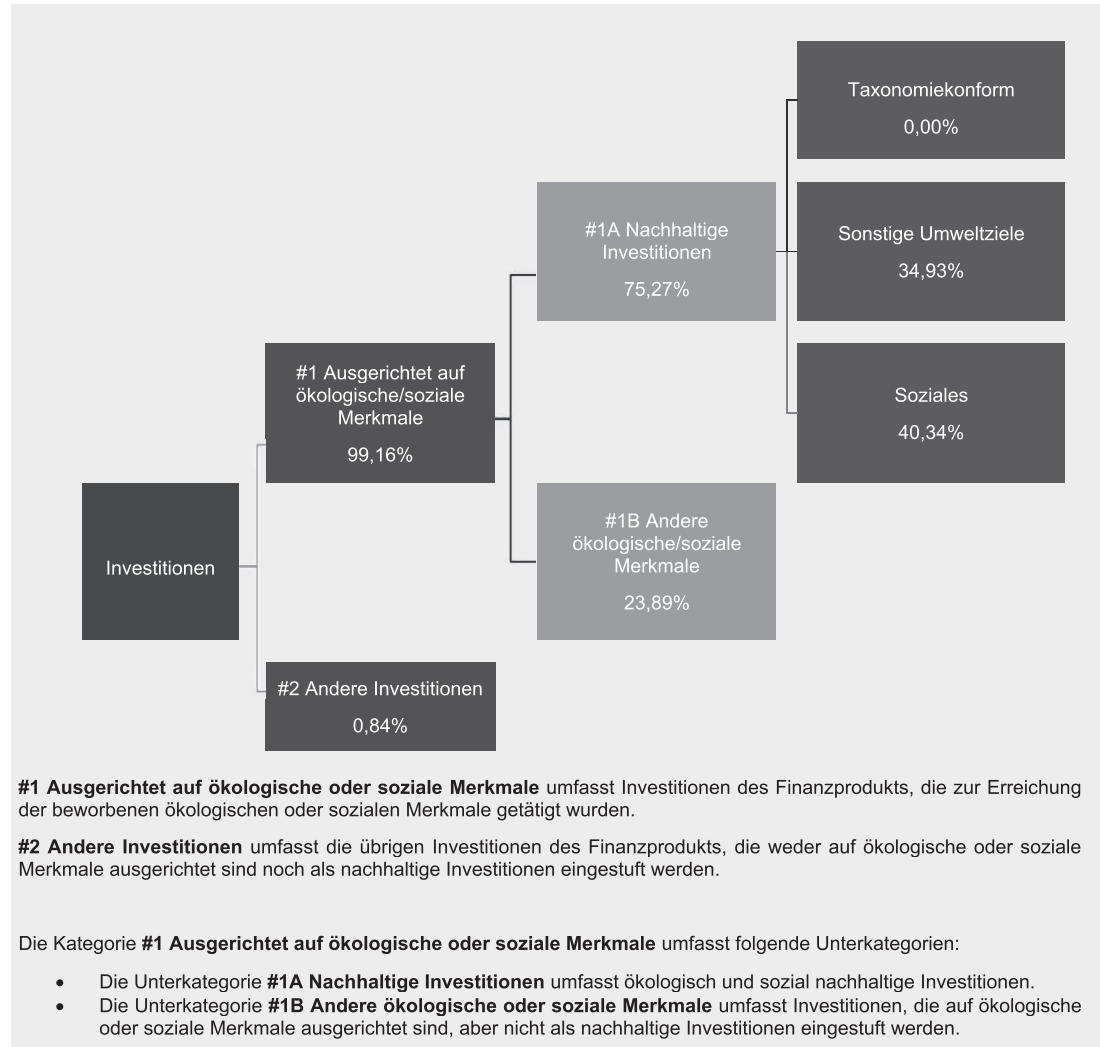 Taxonomiekonform
0,00%
#1A Nachhaltige
Investitionen
75,27%
Sonstige Umweltziele
34,93%
#1 Ausgerichtet auf
ökologische/soziale
Merkmale
99,16%
Soziales
40,34%
Investitionen
#1B Andere
ökologische/soziale
Merkmale
23,89%
#2 Andere Investitionen
0,84%
#1 Ausgerichtet auf ökologische oder soziale Merkmale umfasst Investitionen des Finanzprodukts, die zur Erreichung
der beworbenen ökologischen oder sozialen Merkmale getätigt wurden.
#2 Andere Investitionen umfasst die übrigen Investitionen des Finanzprodukts, die weder auf ökologische oder soziale
Merkmale ausgerichtet sind noch als nachhaltige Investitionen eingestuft werden.
Die Kategorie #1 Ausgerichtet auf ökologische oder soziale Merkmale umfasst folgende Unterkategorien:
• Die Unterkategorie #1A Nachhaltige Investitionen umfasst ökologisch und sozial nachhaltige Investitionen.
• Die Unterkategorie #1B Andere ökologische oder soziale Merkmale umfasst Investitionen, die auf ökologische
oder soziale Merkmale ausgerichtet sind, aber nicht als nachhaltige Investitionen eingestuft werden.